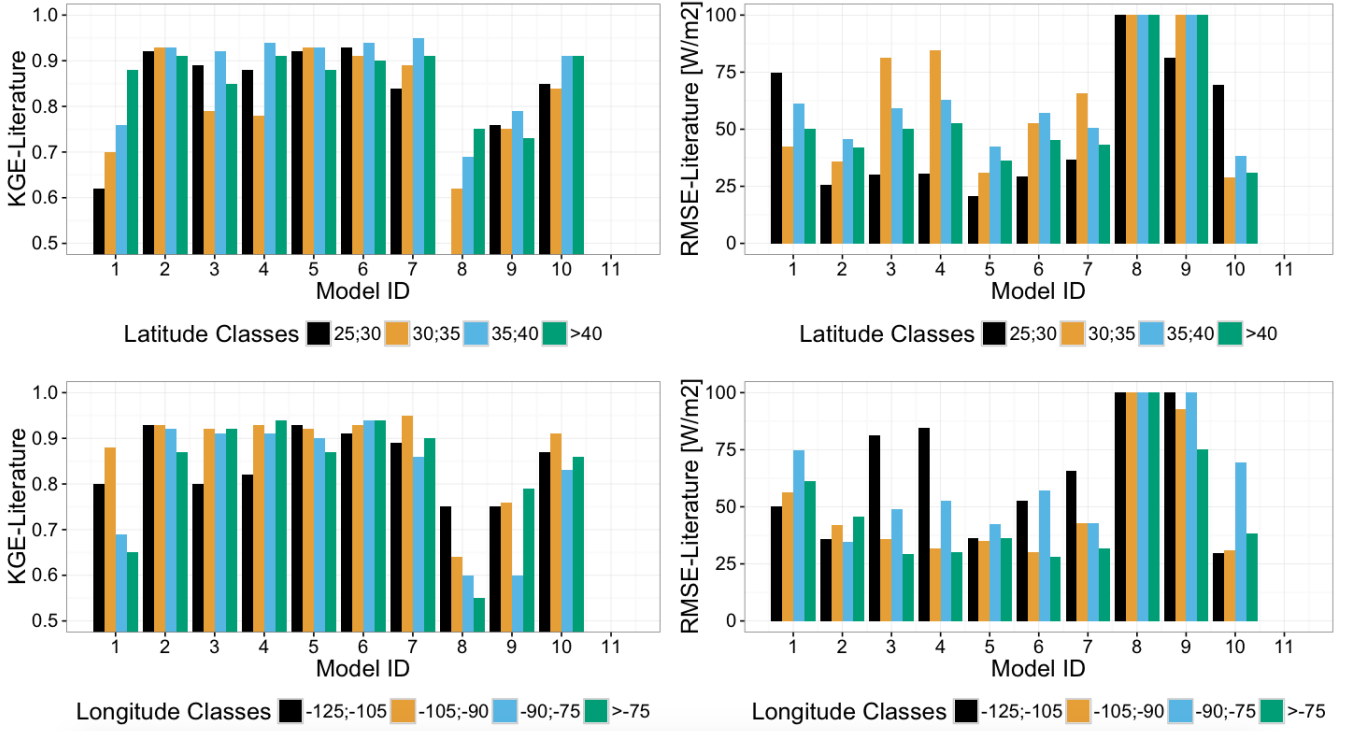 KGE-Literature
1.0
0.9
0.8
0.7
0.6
0.5
1 2 3 4 5 6 7 8 9 10 11
Model ID
Latitude Classes 25;30 30;35 35;40 >40
RMSE-Literature [W/m2]
100
75
50
25
0
1 2 3 4 5 6 7 8 9 10 11
Model ID
Latitude Classes 25;30 30;35 35;40 >40
KGE-Literature
1.0
0.9
0.8
0.7
0.6
0.5
1 2 3 4 5 6 7 8 9 10 11
Model ID
Longitude Classes -125;-105 -105;-90 -90;-75 >-75
RMSE-Literature [W/m2]
100
75
50
25
0
1 2 3 4 5 6 7 8 9 10 11
Model ID
Longitude Classes -125;-105 -105;-90 -90;-75 >-75